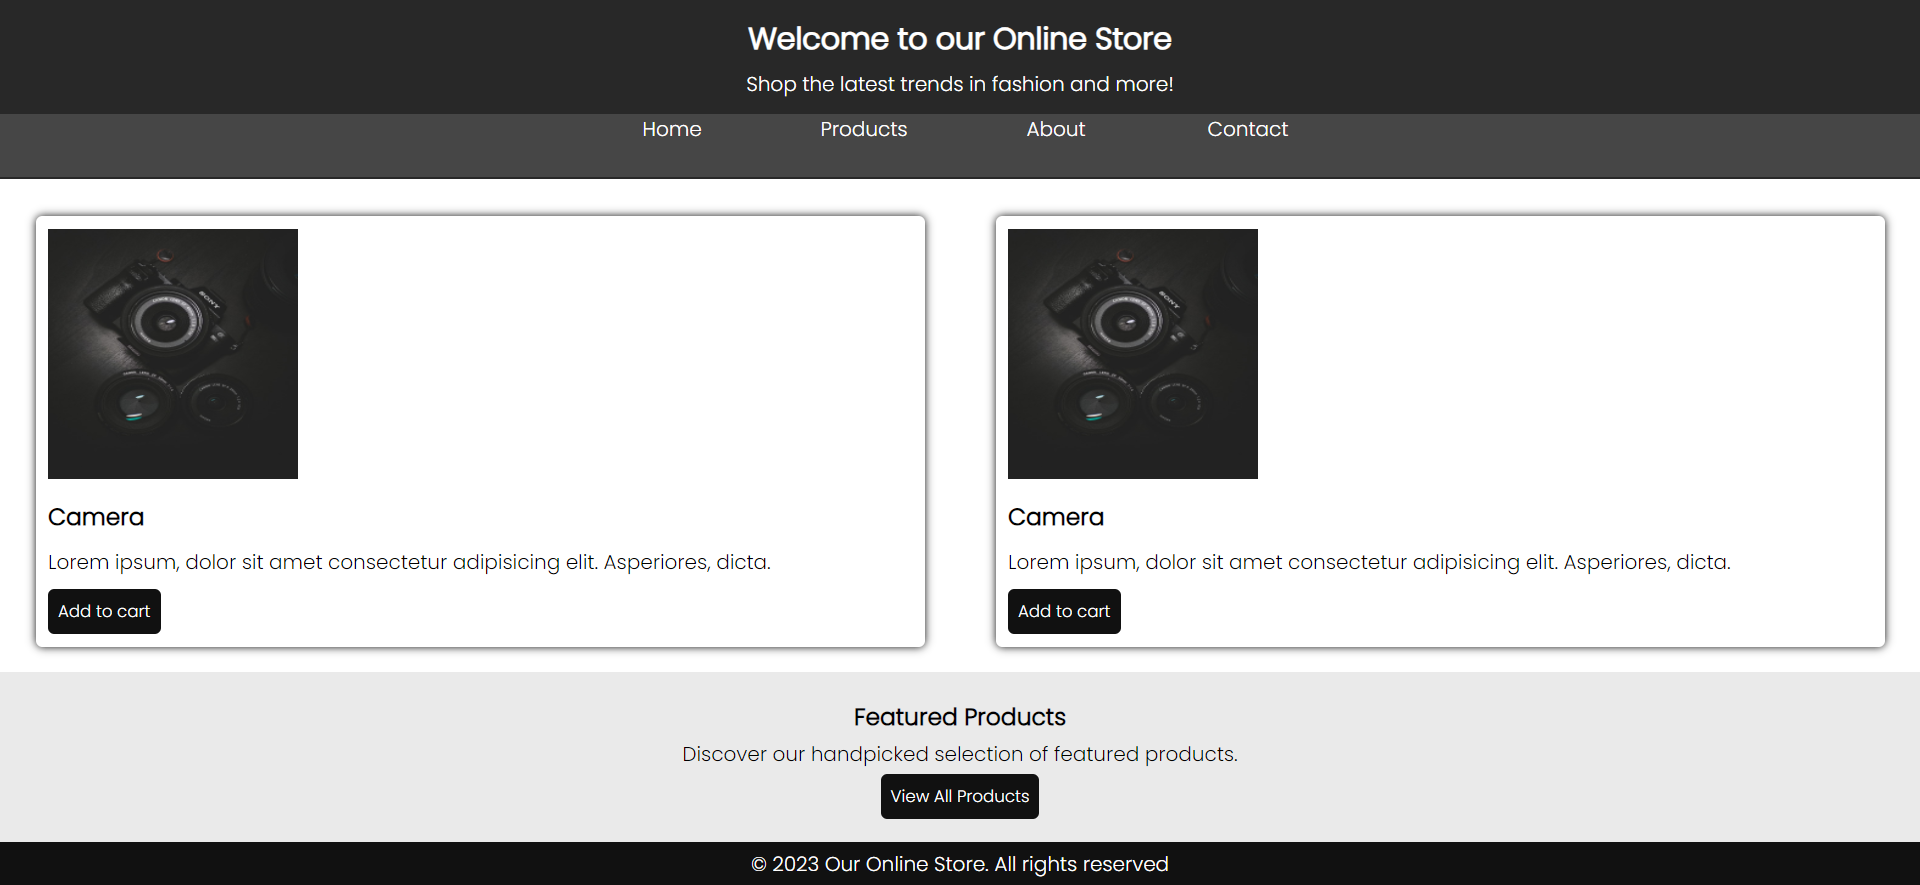 Welcome to our Online Store
Shop the latest trends in fashion and more!
Home Products About Contact
SONY
SONY
Camera
Lorem ipsum, dolor sit amet consectetur adipisicing elit. Asperiores, dicta.
Add to cart
Camera
Lorem ipsum, dolor sit amet consectetur adipisicing elit. Asperiores, dicta.
Add to cart
Featured Products
Discover our handpicked selection of featured products.
View All Products
© 2023 Our Online Store. All rights reserved